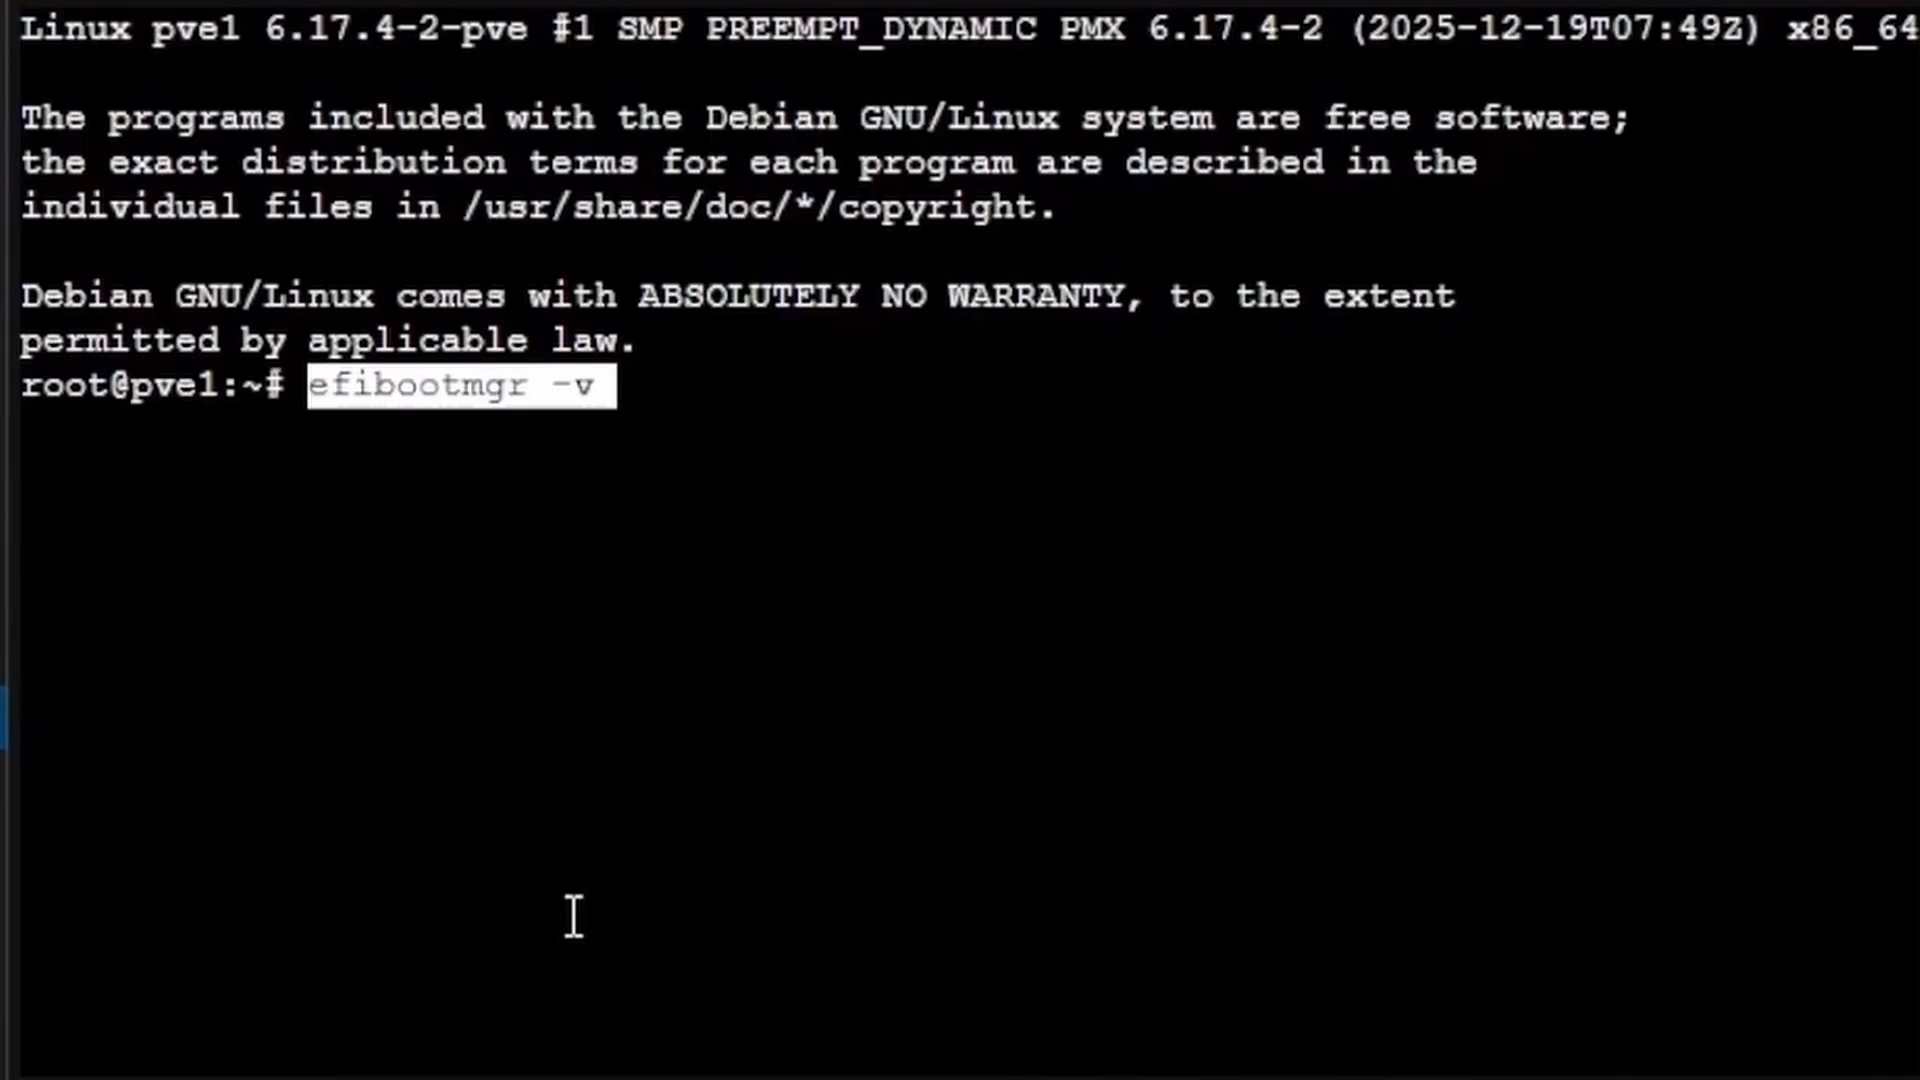 Linux pve1 6.17.4-2-pve #1 SMP PREEMPT_DYNAMIC PMX 6.17.4-2 (2025-12-19T07:49Z) x86_64
The programs included with the Debian GNU/Linux system are free software;
the exact distribution terms for each program are described in the
individual files in /usr/share/doc/*/copyright.
Debian GNU/Linux comes with ABSOLUTELY NO WARRANTY, to the extent
permitted by applicable law.
root@pve1:~# efibootmgr -v